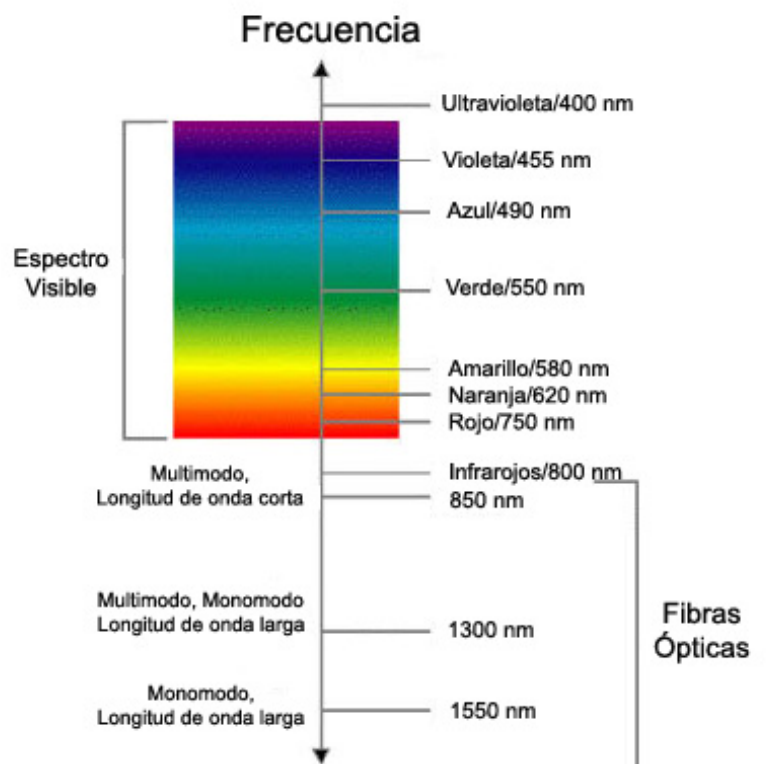 Frecuencia
Ultravioleta/400 nm
Violeta/455 nm
Azul/490 nm
Espectro
Visible
Verde/550 nm
Amarillo/580 nm
Naranja/620 nm
Rojo/750 nm
Multimodo,
Longitud de onda corta
Infrarojos/800 nm
850 nm
Multimodo, Monomodo
Longitud de onda larga
1300 nm
Fibras
Ópticas
Monomodo,
Longitud de onda larga
1550 nm